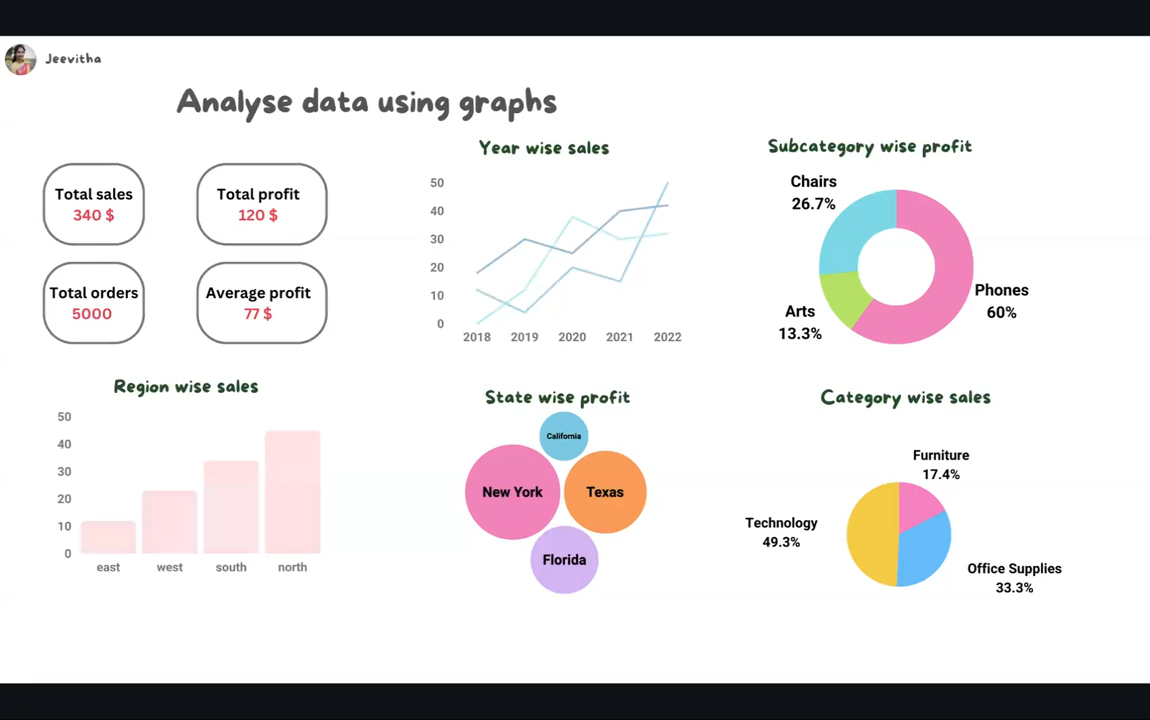 Jeevitha
Analyse data using graphs
Total sales
340 $
Total profit
120 $
Total orders
5000
Average profit
77 $
Year wise sales
50
40
30
20
10
0
2018 2019 2020 2021 2022
Subcategory wise profit
Chairs
26.7%
Phones
60%
Arts
13.3%
Region wise sales
50
40
30
20
10
0
east west south north
State wise profit
California
New York
Texas
Florida
Category wise sales
Furniture
17.4%
Technology
49.3%
Office Supplies
33.3%